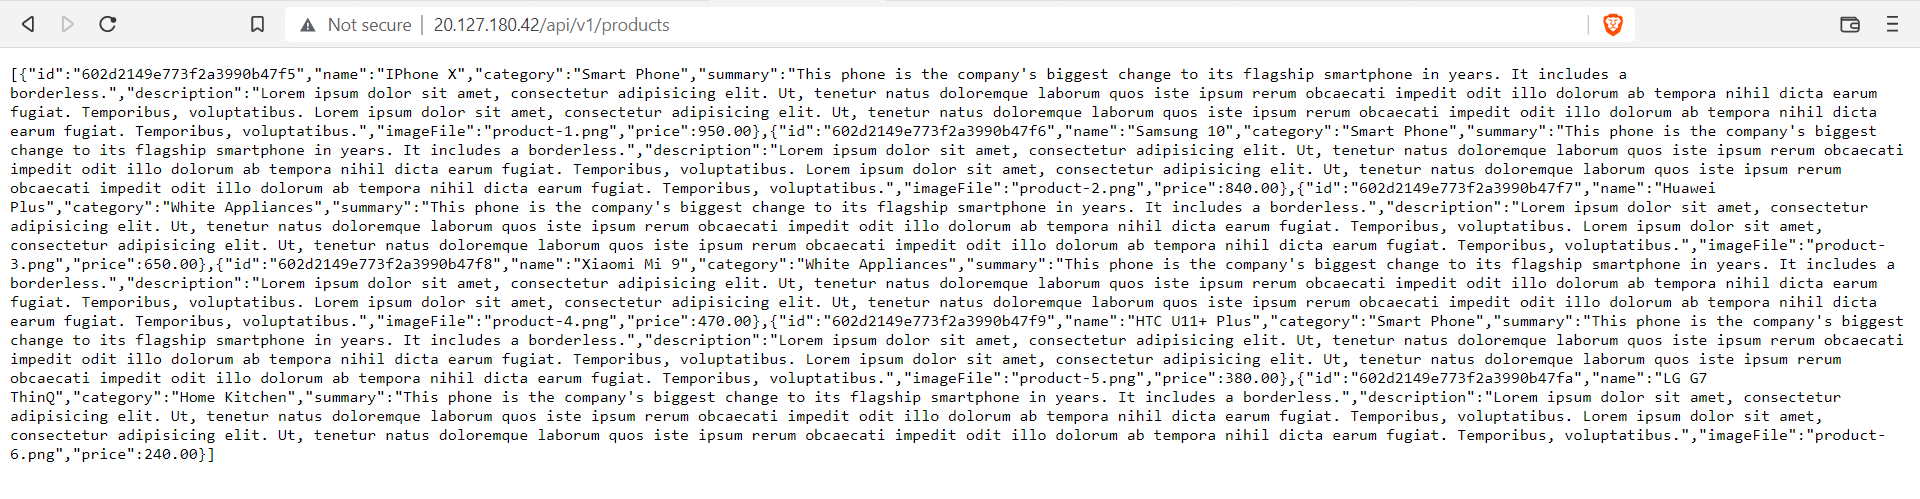 Not secure | 20.127.180.42/api/v1/products
[{"id":"602d2149e773f2a3990b47f5","name":"IPhone X","category":"Smart Phone","summary":"This phone is the company's biggest change to its flagship smartphone in years. It includes a
borderless.","description":"Lorem ipsum dolor sit amet, consectetur adipisicing elit. Ut, tenetur natus doloremque laborum quos iste ipsum rerum obcaecati impedit odit illo dolorum ab tempora nihil dicta earum
fugiat. Temporibus, voluptatibus. Lorem ipsum dolor sit amet, consectetur adipisicing elit. Ut, tenetur natus doloremque laborum quos iste ipsum rerum obcaecati impedit odit illo dolorum ab tempora nihil dicta
earum fugiat. Temporibus, voluptatibus.","imageFile":"product-1.png","price":950.00},{"id":"602d2149e773f2a3990b47f6","name":"Samsung 10","category":"Smart Phone","summary":"This phone is the company's biggest
change to its flagship smartphone in years. It includes a borderless.","description":"Lorem ipsum dolor sit amet, consectetur adipisicing elit. Ut, tenetur natus doloremque laborum quos iste ipsum rerum obcaecati
impedit odit illo dolorum ab tempora nihil dicta earum fugiat. Temporibus, voluptatibus. Lorem ipsum dolor sit amet, consectetur adipisicing elit. Ut, tenetur natus doloremque laborum quos iste ipsum rerum
obcaecati impedit odit illo dolorum ab tempora nihil dicta earum fugiat. Temporibus, voluptatibus.","imageFile":"product-2.png","price":840.00},{"id":"602d2149e773f2a3990b47f7","name":"Huawei
Plus","category":"White Appliances","summary":"This phone is the company's biggest change to its flagship smartphone in years. It includes a borderless.","description":"Lorem ipsum dolor sit amet, consectetur
adipisicing elit. Ut, tenetur natus doloremque laborum quos iste ipsum rerum obcaecati impedit odit illo dolorum ab tempora nihil dicta earum fugiat. Temporibus, voluptatibus. Lorem ipsum dolor sit amet,
consectetur adipisicing elit. Ut, tenetur natus doloremque laborum quos iste ipsum rerum obcaecati impedit odit illo dolorum ab tempora nihil dicta earum fugiat. Temporibus, voluptatibus.","imageFile":"product-
3.png","price":650.00},{"id":"602d2149e773f2a3990b47f8","name":"Xiaomi Mi 9","category":"White Appliances","summary":"This phone is the company's biggest change to its flagship smartphone in years. It includes a
borderless.","description":"Lorem ipsum dolor sit amet, consectetur adipisicing elit. Ut, tenetur natus doloremque laborum quos iste ipsum rerum obcaecati impedit odit illo dolorum ab tempora nihil dicta earum
fugiat. Temporibus, voluptatibus. Lorem ipsum dolor sit amet, consectetur adipisicing elit. Ut, tenetur natus doloremque laborum quos iste ipsum rerum obcaecati impedit odit illo dolorum ab tempora nihil dicta
earum fugiat. Temporibus, voluptatibus.","imageFile":"product-4.png","price":470.00},{"id":"602d2149e773f2a3990b47f9","name":"HTC U11+ Plus","category":"Smart Phone","summary":"This phone is the company's biggest
change to its flagship smartphone in years. It includes a borderless.","description":"Lorem ipsum dolor sit amet, consectetur adipisicing elit. Ut, tenetur natus doloremque laborum quos iste ipsum rerum obcaecati
impedit odit illo dolorum ab tempora nihil dicta earum fugiat. Temporibus, voluptatibus. Lorem ipsum dolor sit amet, consectetur adipisicing elit. Ut, tenetur natus doloremque laborum quos iste ipsum rerum
obcaecati impedit odit illo dolorum ab tempora nihil dicta earum fugiat. Temporibus, voluptatibus.","imageFile":"product-5.png","price":380.00},{"id":"602d2149e773f2a3990b47fa","name":"LG G7
ThinQ","category":"Home Kitchen","summary":"This phone is the company's biggest change to its flagship smartphone in years. It includes a borderless.","description":"Lorem ipsum dolor sit amet, consectetur
adipisicing elit. Ut, tenetur natus doloremque laborum quos iste ipsum rerum obcaecati impedit odit illo dolorum ab tempora nihil dicta earum fugiat. Temporibus, voluptatibus. Lorem ipsum dolor sit amet,
consectetur adipisicing elit. Ut, tenetur natus doloremque laborum quos iste ipsum rerum obcaecati impedit odit illo dolorum ab tempora nihil dicta earum fugiat. Temporibus, voluptatibus.","imageFile":"product-
6.png","price":240.00}]